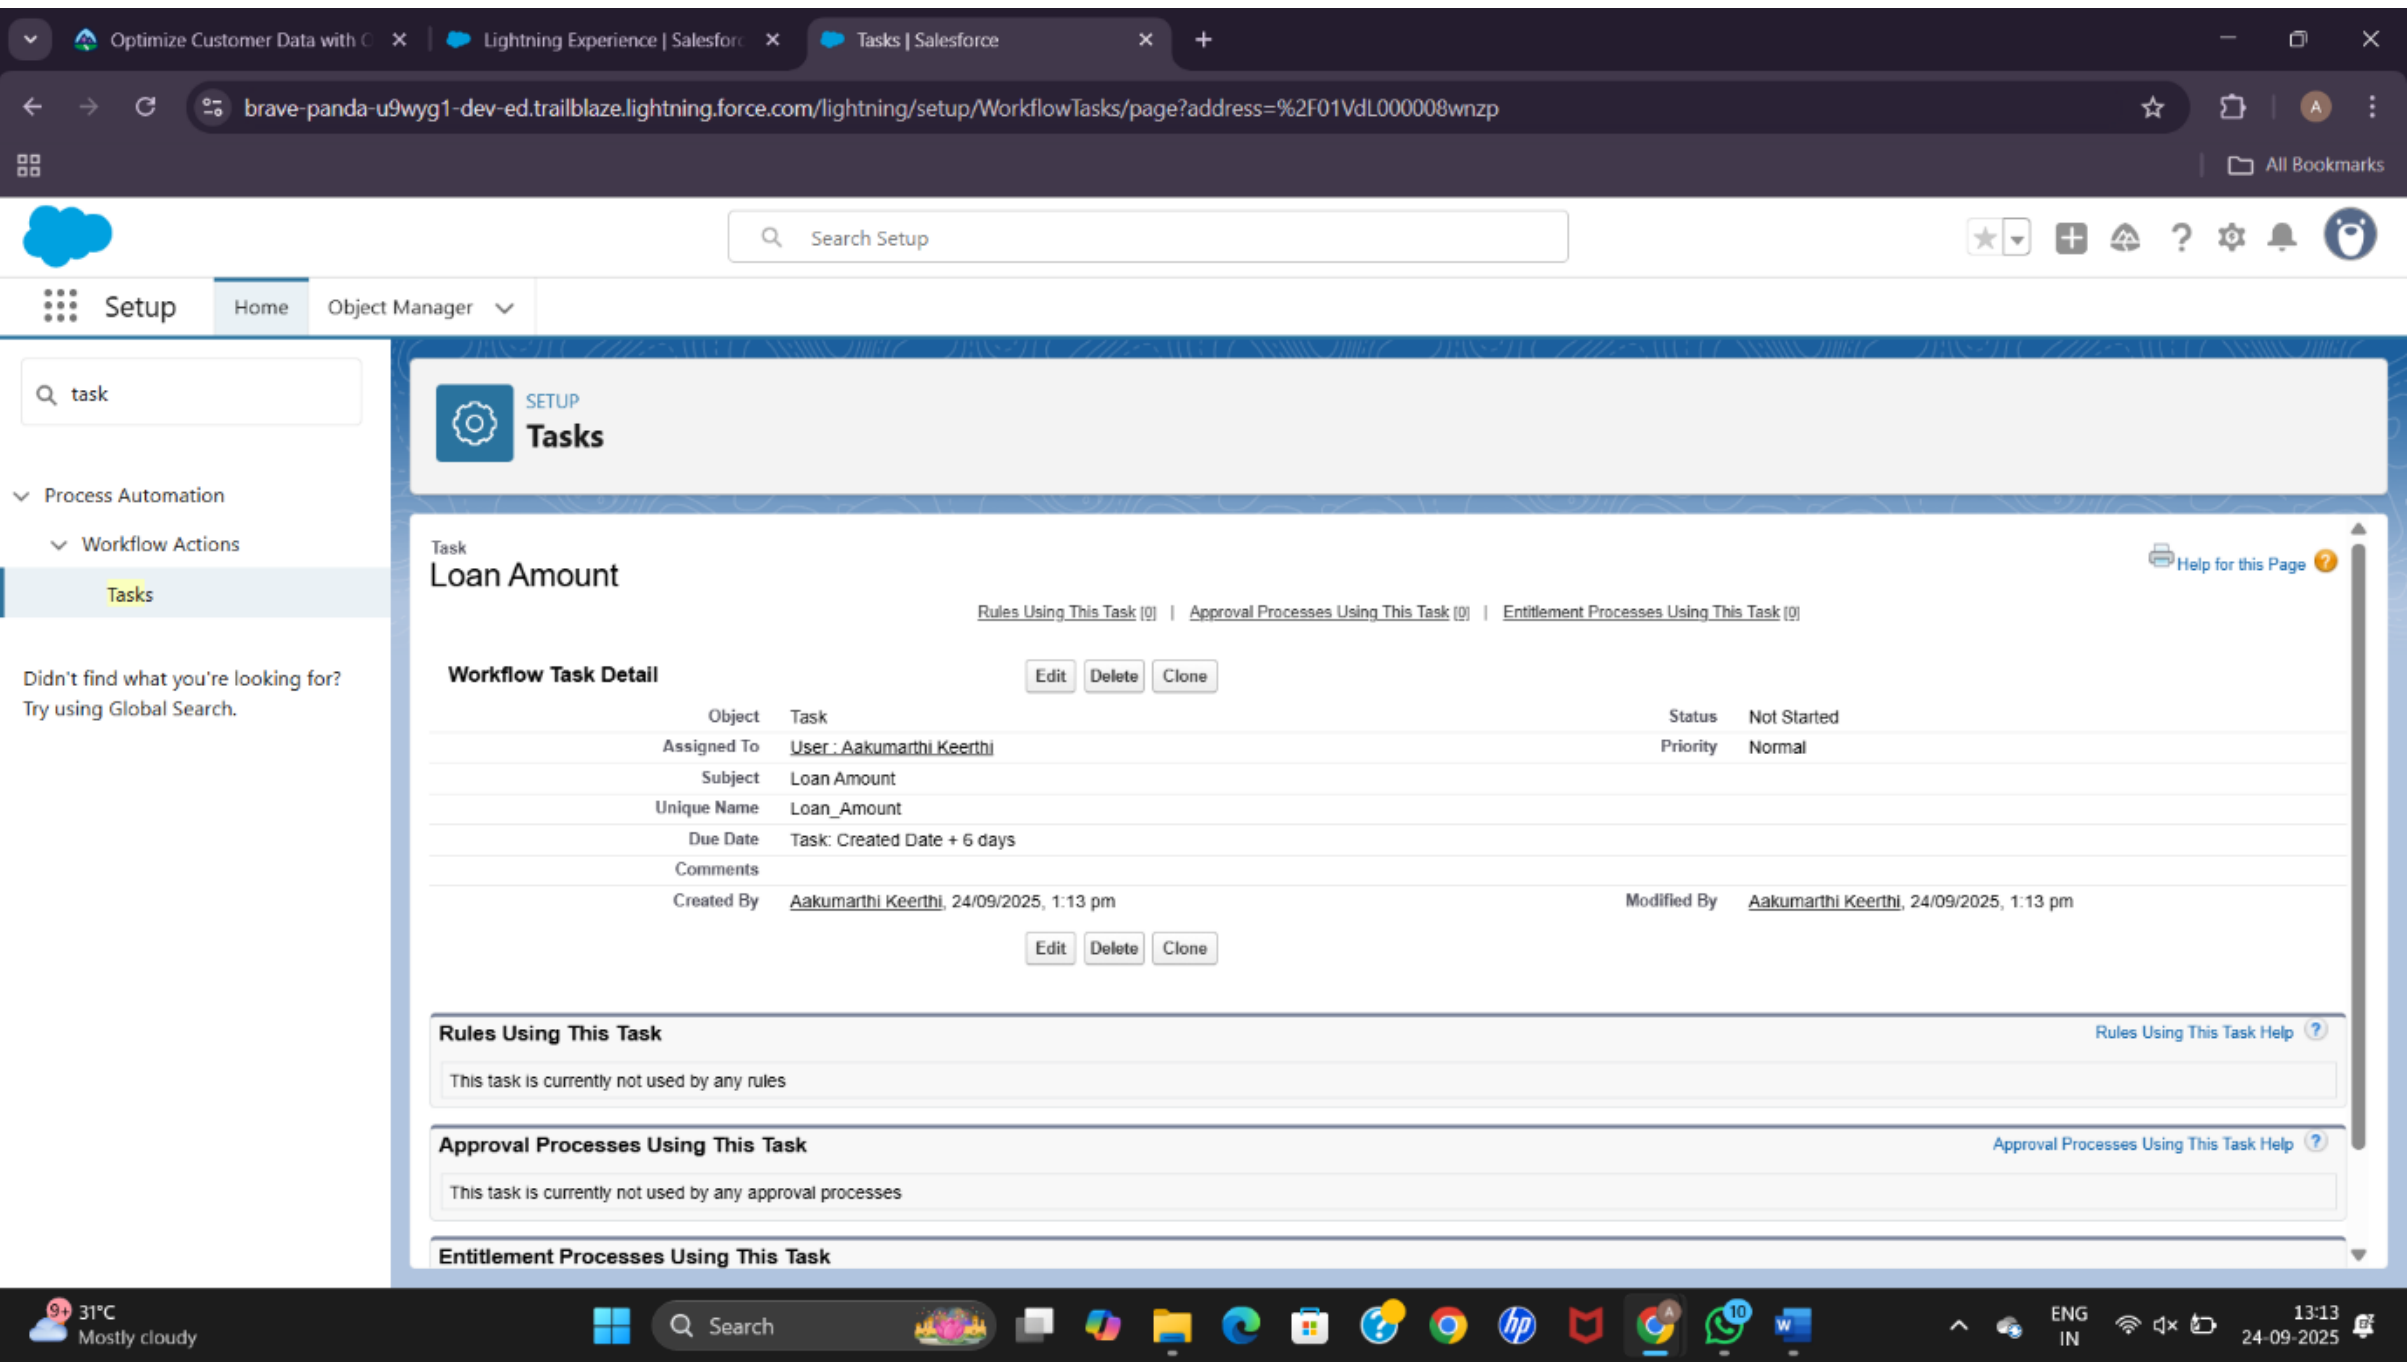 Optimize Customer Data with
Lightning Experience | Salesforc
Tasks | Salesforce
brave-panda-u9wyg1-dev-ed.trailblaze.lightning.force.com/lightning/setup/WorkflowTasks/page?address=%2F01VdL000008wnzp
A
All Bookmarks
Search Setup
Setup
Home
Object Manager
task
Process Automation
Workflow Actions
Tasks
Didn't find what you're looking for?
Try using Global Search.
SETUP
Tasks
Task
Loan Amount
Help for this Page ?
Rules Using This Task [0] | Approval Processes Using This Task [0] | Entitlement Processes Using This Task [0]
Workflow Task Detail
Edit Delete Clone
Object Task Status Not Started
Assigned To User : Aakumarthi Keerthi Priority Normal
Subject Loan Amount
Unique Name Loan_Amount
Due Date Task: Created Date + 6 days
Comments
Created By Aakumarthi Keerthi, 24/09/2025, 1:13 pm Modified By Aakumarthi Keerthi, 24/09/2025, 1:13 pm
Edit Delete Clone
Rules Using This Task Rules Using This Task Help ?
This task is currently not used by any rules
Approval Processes Using This Task Approval Processes Using This Task Help ?
This task is currently not used by any approval processes
Entitlement Processes Using This Task
9+
31°C
Mostly cloudy
Search
hp
A
10
W
ENG
IN
13:13
24-09-2025